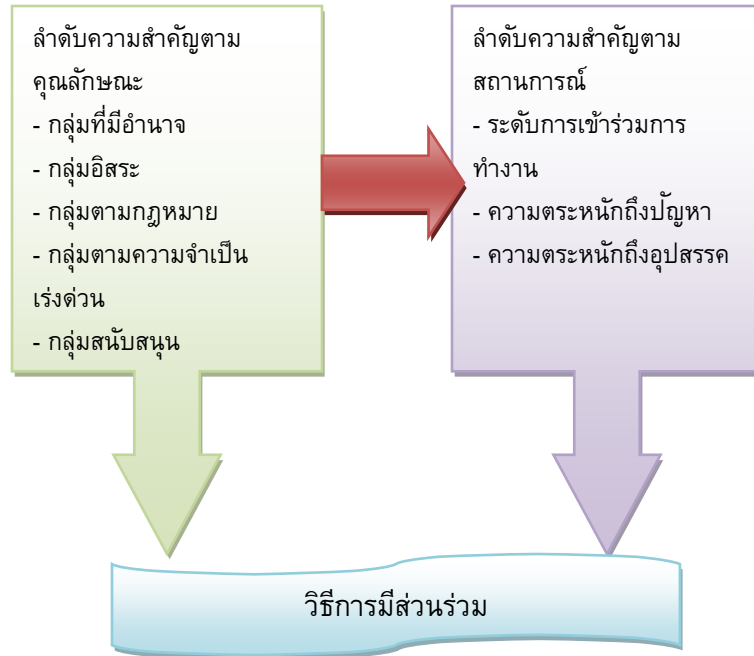 ลำดับความสำคัญตาม
คุณลักษณะ
- กลุ่มที่มีอำนาจ
- กลุ่มอิสระ
- กลุ่มตามกฎหมาย
- กลุ่มตามความจำเป็น
เร่งด่วน
- กลุ่มสนับสนุน
ลำดับความสำคัญตาม
สถานการณ์
- ระดับการเข้าร่วมการ
ทำงาน
- ความตระหนักถึงปัญหา
- ความตระหนักถึงอุปสรรค
วิธีการมีส่วนร่วม